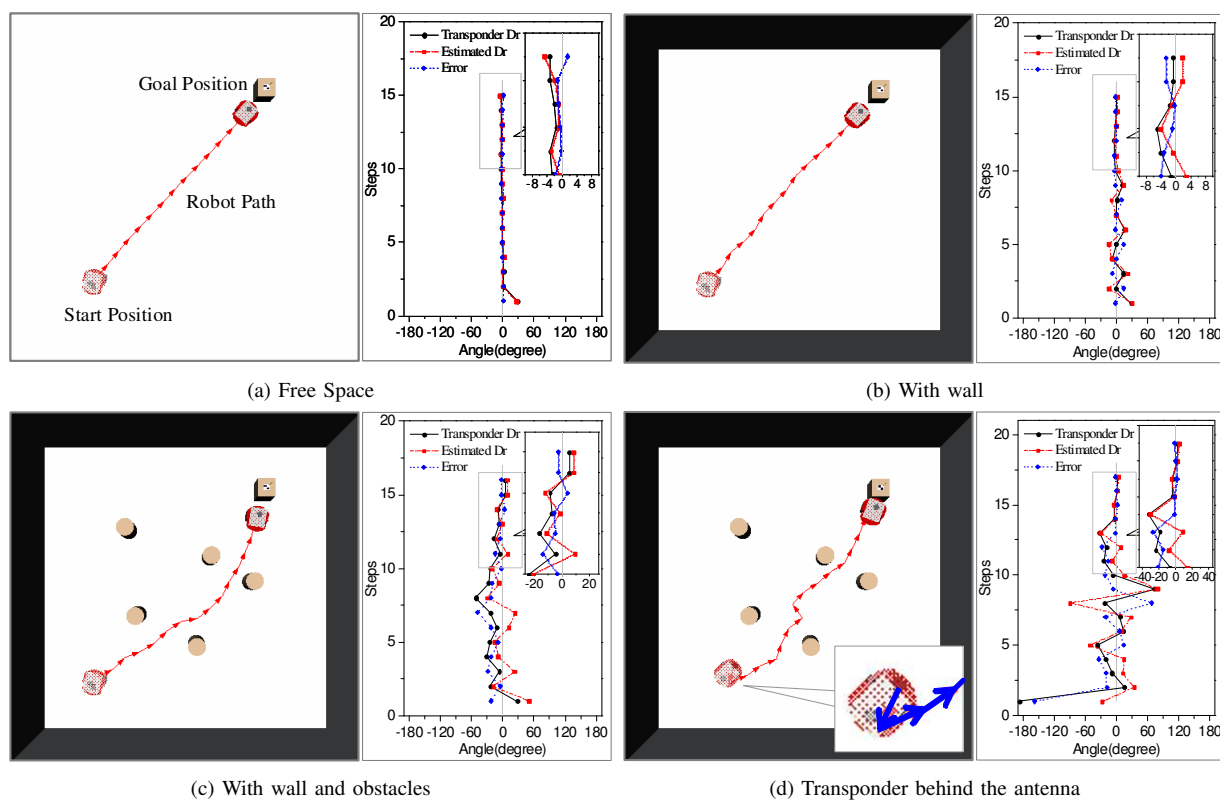 Goal Position
Robot Path
Start Position
Transponder Dr
Estimated Dr
Error
20
15
10
5
0
Steps
-8 -4 0 4 8
-180 -120 -60 0 60 120 180
Angle(degree)
(a) Free Space
Transponder Dr
Estimated Dr
Error
20
15
10
5
0
Steps
-8 -4 0 4 8
-180 -120 -60 0 60 120 180
Angle(degree)
(b) With wall
Transponder Dr
Estimated Dr
Error
20
15
10
5
0
Steps
-20 0 20
-180 -120 -60 0 60 120 180
Angle(degree)
(c) With wall and obstacles
Transponder Dr
Estimated Dr
Error
20
15
10
5
0
Steps
-40 -20 0 20
-180 -120 -60 0 60 120 180
Angle(degree)
(d) Transponder behind the antenna